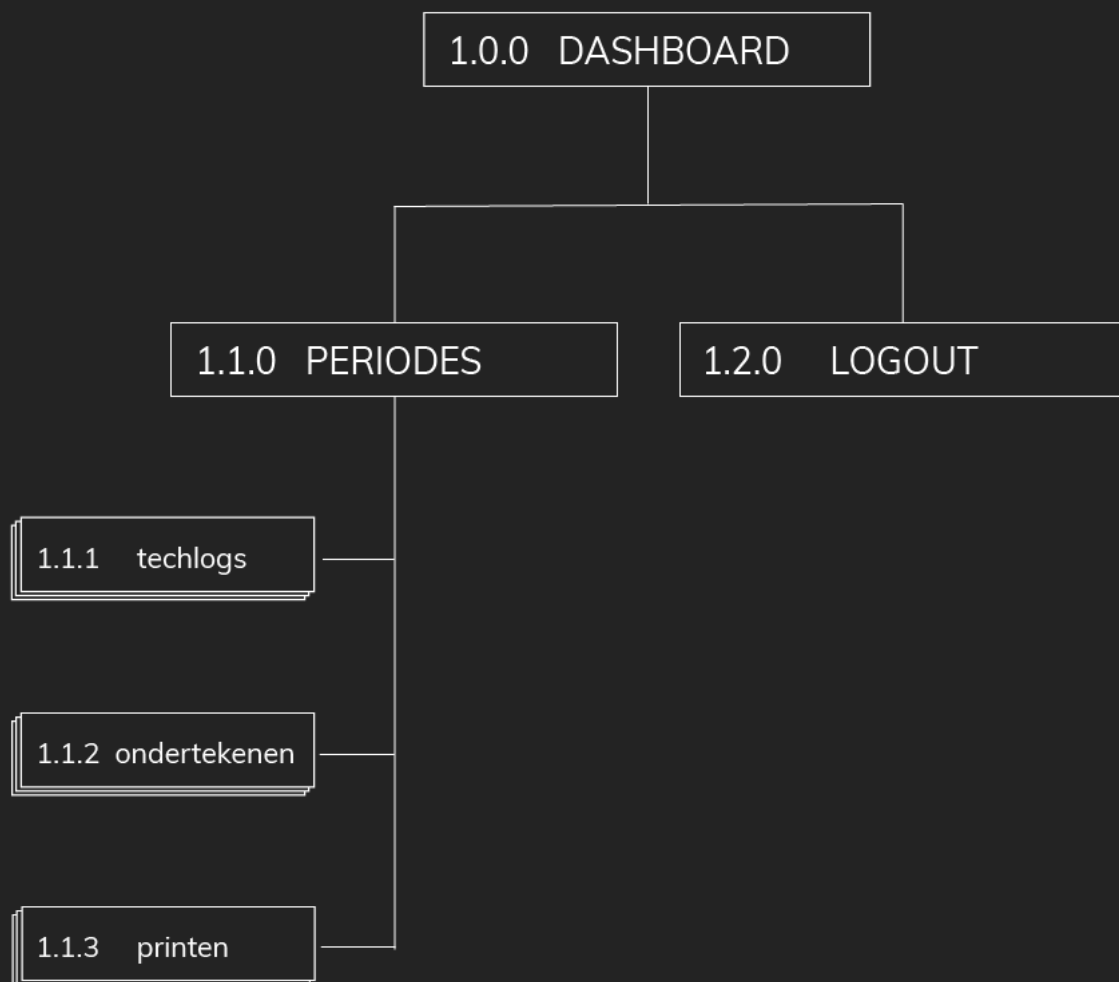 1.0.0 DASHBOARD
1.1.0 PERIODES
1.2.0 LOGOUT
1.1.1 techlogs
1.1.2 ondertekenen
1.1.3 printen